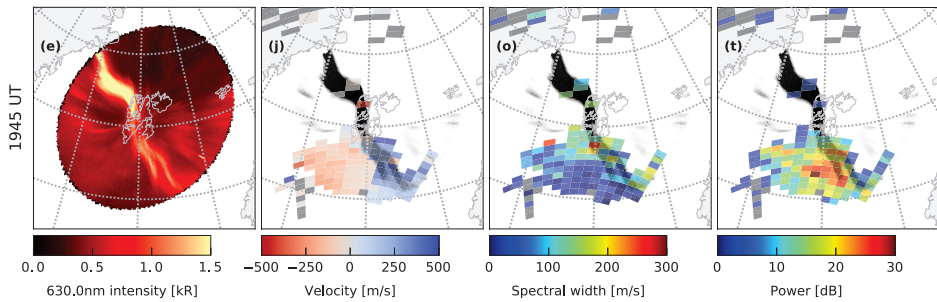 1945 UT
(e)
(j)
(o)
(t)
0.0 0.5 1.0 1.5
−500 −250 0 250 500
0 100 200 300
0 10 20 30
630.0nm intensity [kR]
Velocity [m/s]
Spectral width [m/s]
Power [dB]